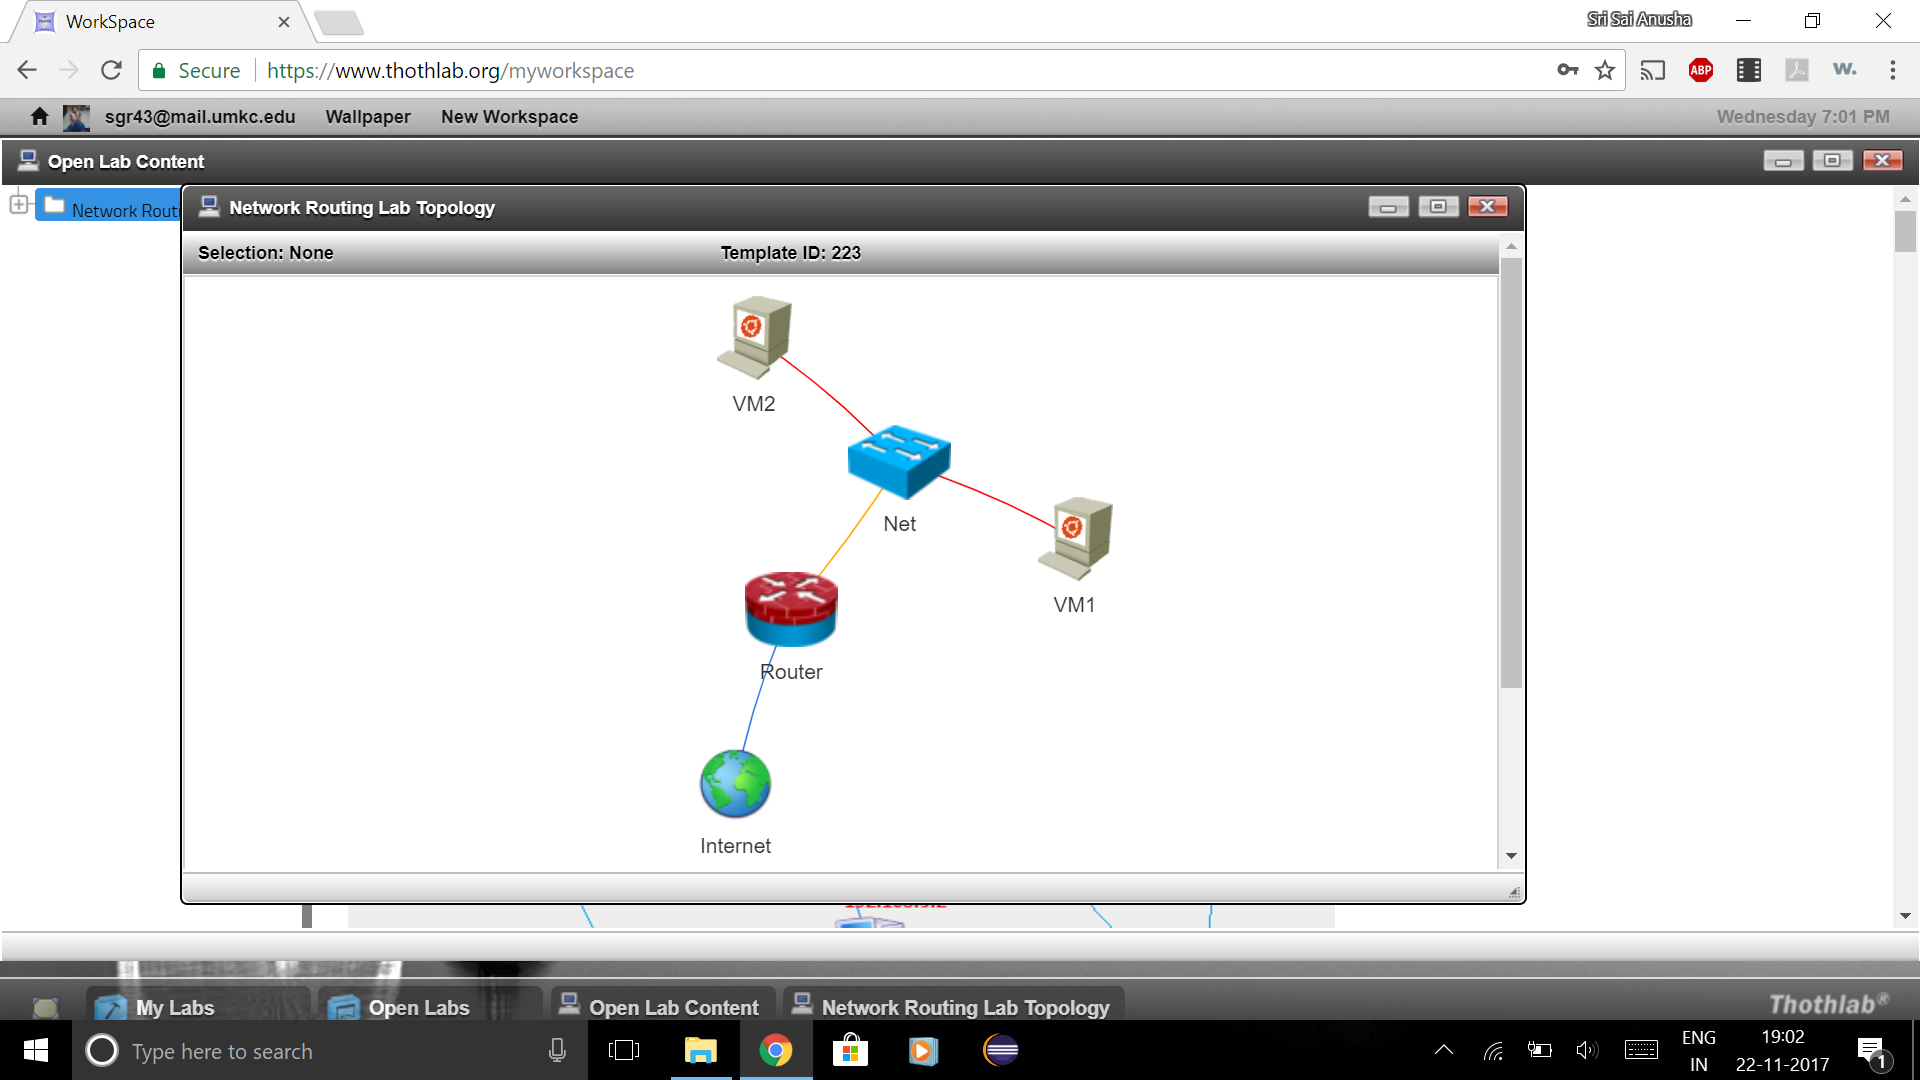 WorkSpace
Sri Sai Anusha
Secure
https://www.thothlab.org/myworkspace
ABP
W.
sgr43@mail.umkc.edu
Wallpaper
New Workspace
Wednesday 7:01 PM
Open Lab Content
Network Routi
Network Routing Lab Topology
Selection: None
Template ID: 223
VM2
Net
VM1
Router
Internet
My Labs
Open Labs
Open Lab Content
Network Routing Lab Topology
Thothlab®
Type here to search
ENG
IN
19:02
22-11-2017
1